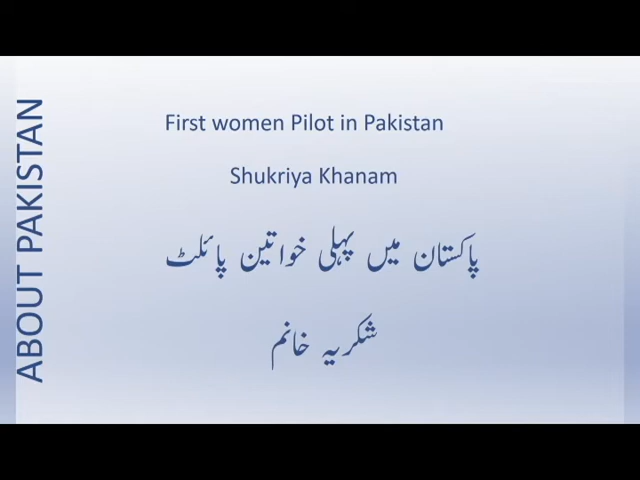 ABOUT PAKISTAN
First women Pilot in Pakistan
Shukriya Khanam
پاکستان میں پہلی خواتین پائلٹ
شکریہ خانم